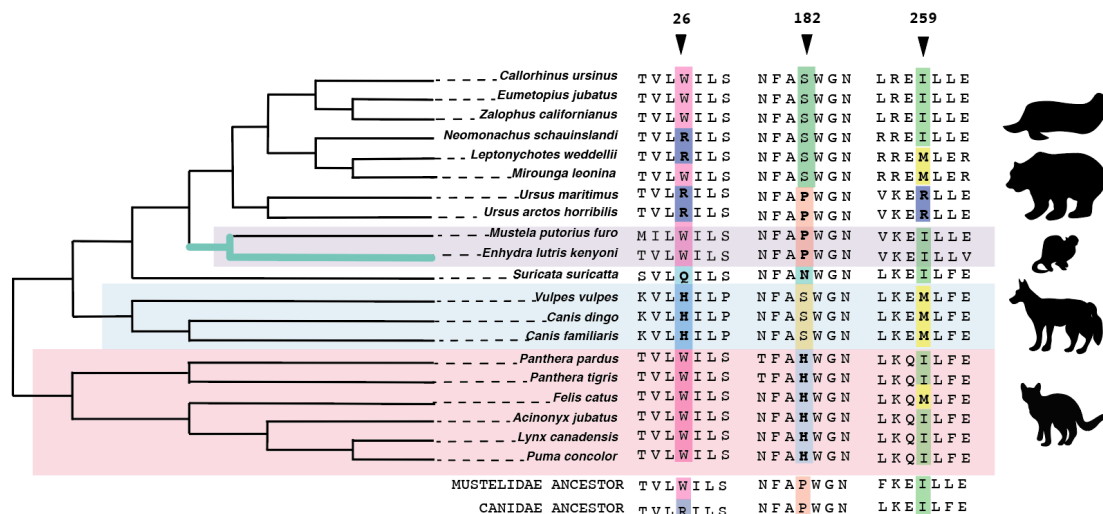 26 182 259
Callorhinus ursinus TVLWILS NFASWGN LREILLE
Eumetopius jubatus TVLWILS NFASWGN LREILLE
Zalophus californianus TVLWILS NFASWGN LREILLE
Neomonachus schauinslandi TVLRILS NFASWGN RREILLE
Leptonychotes weddellii TVLRILS NFASWGN RREMLER
Mirounga leonina TVLWILS NFASWGN RREMLER
Ursus maritimus TVLRILS NFAPWGN VKERLLE
Ursus arctos horribilis TVLRILS NFAPWGN VKERLLE
Mustela putorius furo MILWILS NFAPWGN VKEILLE
Enhydra lutris kenyoni TVLWILS NFAPWGN VKEILLV
Suricata suricatta SVLQILS NFANWGN LKEILFE
Vulpes vulpes KVLHILP NFASWGN LKEMLFE
Canis dingo KVLHILP NFASWGN LKEMLFE
Canis familiaris KVLHILP NFASWGN LKEMLFE
Panthera pardus TVLWILS TFAHWGN LKQILFE
Panthera tigris TVLWILS TFAHWGN LKQILFE
Felis catus TVLWILS NFAHWGN LKQMLFE
Acinonyx jubatus TVLWILS NFAHWGN LKQILFE
Lynx canadensis TVLWILS NFAHWGN LKQILFE
Puma concolor TVLWILS NFAHWGN LKQILFE
MUSTELIDAE ANCESTOR TVLWILS NFAPWGN FKEILLE
CANIDAE ANCESTOR TVLRILS NFAPWGN LKEILFE